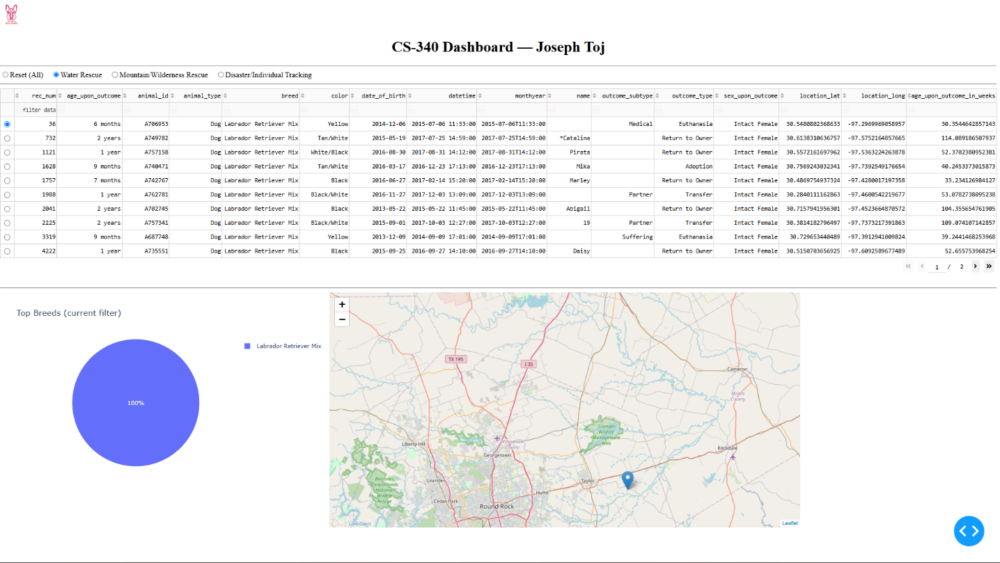 CS-340 Dashboard — Joseph Toj
Reset (All) Water Rescue Mountain/Wilderness Rescue Disaster/Individual Tracking
rec_num age_upon_outcome animal_id animal_type breed color date_of_birth datetime monthyear name outcome_subtype outcome_type sex_upon_outcome location_lat location_long age_upon_outcome_in_weeks
filter data
36 6 months A706953 Dog Labrador Retriever Mix Yellow 2014-12-06 2015-07-06 11:33:00 2015-07-06T11:33:00 Medical Euthanasia Intact Female 30.5480802368633 -97.2969969058957 30.3544642857143
732 2 years A749782 Dog Labrador Retriever Mix Tan/White 2015-05-19 2017-07-25 14:59:00 2017-07-25T14:59:00 *Catalina Return to Owner Intact Female 30.6138310636757 -97.5752164857665 114.089186507937
1121 1 year A757158 Dog Labrador Retriever Mix White/Black 2016-08-30 2017-08-31 14:12:00 2017-08-31T14:12:00 Pirata Return to Owner Intact Female 30.5572161697962 -97.5363224263878 52.3702380952381
1628 9 months A740471 Dog Labrador Retriever Mix Tan/White 2016-03-17 2016-12-23 17:13:00 2016-12-23T17:13:00 Mika Adoption Intact Female 30.7569243032341 -97.7392549176654 40.2453373015873
1757 7 months A742767 Dog Labrador Retriever Mix Black 2016-06-27 2017-02-14 15:20:00 2017-02-14T15:20:00 Marley Return to Owner Intact Female 30.4869754937324 -97.4280017197358 33.234126984127
1988 1 year A762781 Dog Labrador Retriever Mix Black/White 2016-11-27 2017-12-03 13:09:00 2017-12-03T13:09:00 Partner Transfer Intact Female 30.2840111162863 -97.4600542219677 53.0782738095238
2041 2 years A702745 Dog Labrador Retriever Mix Black 2013-05-22 2015-05-22 11:45:00 2015-05-22T11:45:00 Abigail Return to Owner Intact Female 30.7157941956301 -97.4523664870572 104.355654761905
2225 2 years A757341 Dog Labrador Retriever Mix Black/White 2015-09-01 2017-10-03 12:27:00 2017-10-03T12:27:00 19 Partner Transfer Intact Female 30.3814182796497 -97.7373217391863 109.074107142857
3319 9 months A687748 Dog Labrador Retriever Mix Yellow 2013-12-09 2014-09-09 17:01:00 2014-09-09T17:01:00 Suffering Euthanasia Intact Female 30.729653440489 -97.3912941009824 39.2441468253968
4222 1 year A735551 Dog Labrador Retriever Mix Black 2015-09-25 2016-09-27 14:10:00 2016-09-27T14:10:00 Daisy Return to Owner Intact Female 30.5150703656925 -97.6092589677489 52.655753968254
« ‹ 1 / 2 › »
Top Breeds (current filter)
Labrador Retriever Mix
100%
+
−
TX 195
I 35
Cameron
Milam
County
Granger
Wildlife
Management
Area
Liberty Hill
Williamson
County
Georgetown
Rockdale
Leander
Taylor
Balcones
Canyonlands
National
Wildlife
Refuge
Hutto
Cedar Park
Round Rock
Lake Travis
Leaflet